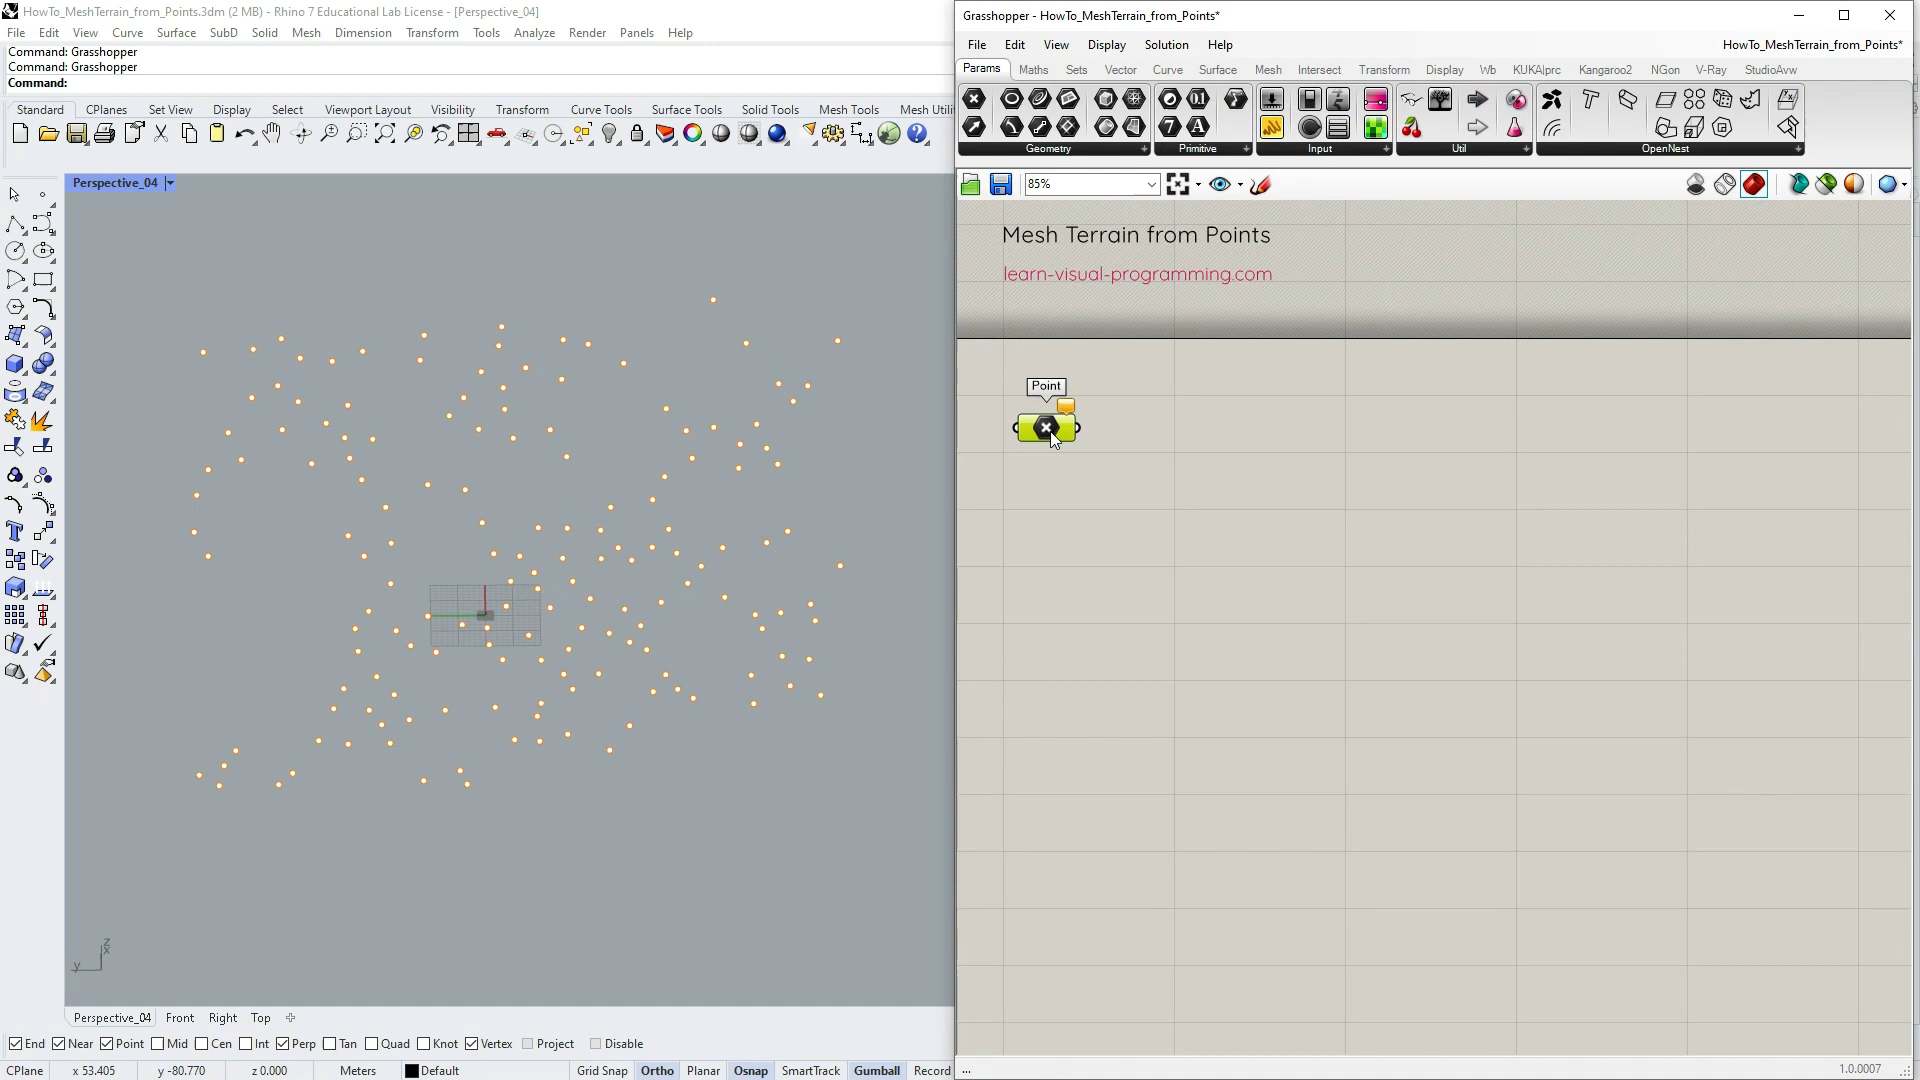 HowTo_MeshTerrain_from_Points.3dm (2 MB) - Rhino 7 Educational Lab License - [Perspective_04]
File Edit View Curve Surface SubD Solid Mesh Dimension Transform Tools Analyze Render Panels Help
Command: Grasshopper
Command: Grasshopper
Command:
Standard CPlanes Set View Display Select Viewport Layout Visibility Transform Curve Tools Surface Tools Solid Tools Mesh Tools Mesh Utili
Perspective_04
z
x
y
Perspective_04 Front Right Top
End Near Point Mid Cen Int Perp Tan Quad Knot Vertex Project Disable
CPlane x 53.405 y -80.770 z 0.000 Meters Default Grid Snap Ortho Planar Osnap SmartTrack Gumball Record
Grasshopper - HowTo_MeshTerrain_from_Points*
File Edit View Display Solution Help HowTo_MeshTerrain_from_Points*
Params Maths Sets Vector Curve Surface Mesh Intersect Transform Display Wb KUKA|prc Kangaroo2 NGon V-Ray StudioAvw
Geometry Primitive Input Util OpenNest
85%
Mesh Terrain from Points
learn-visual-programming.com
Point
...
1.0.0007